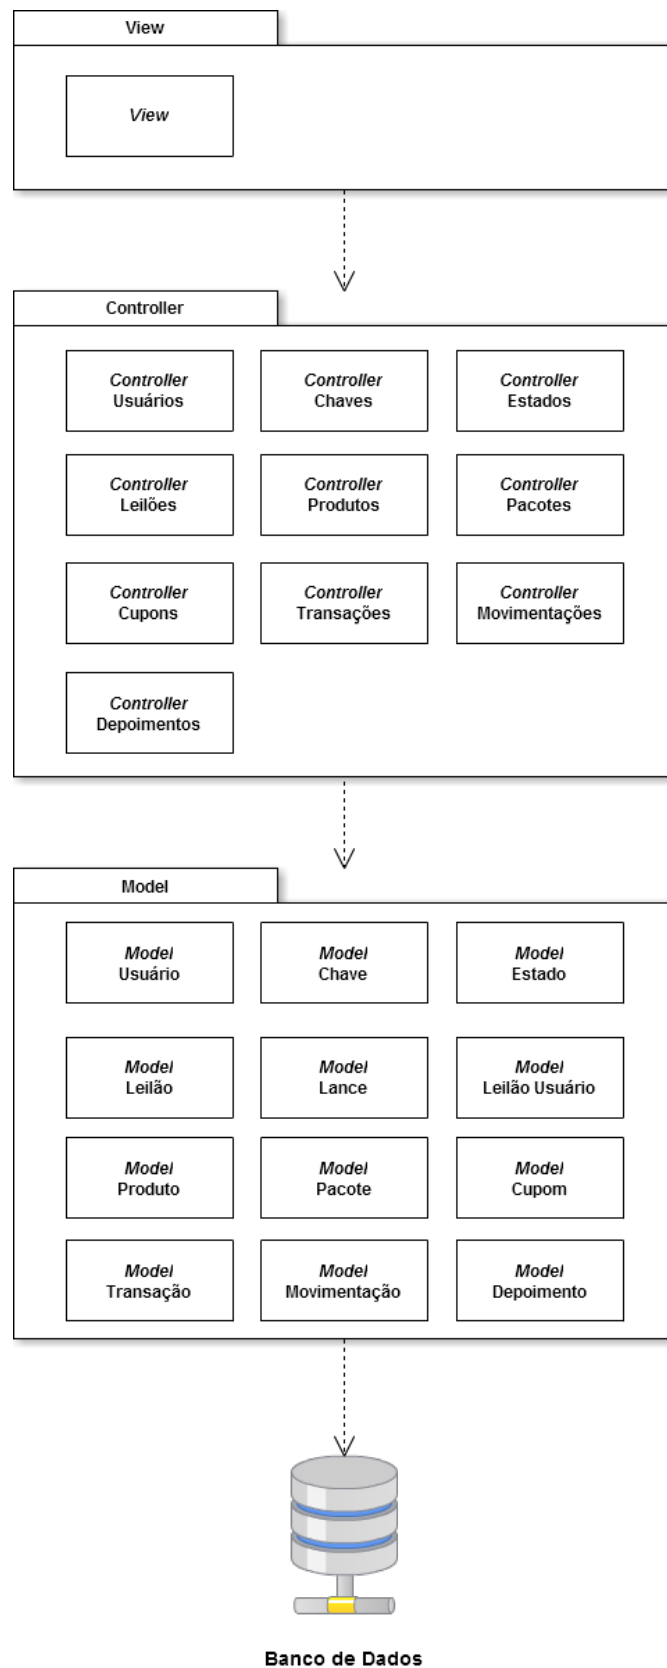 View
View
Controller
Controller
Usuários
Controller
Chaves
Controller
Estados
Controller
Leilões
Controller
Produtos
Controller
Pacotes
Controller
Cupons
Controller
Transações
Controller
Movimentações
Controller
Depoimentos
Model
Model
Usuário
Model
Chave
Model
Estado
Model
Leilão
Model
Lance
Model
Leilão Usuário
Model
Produto
Model
Pacote
Model
Cupom
Model
Transação
Model
Movimentação
Model
Depoimento
Banco de Dados